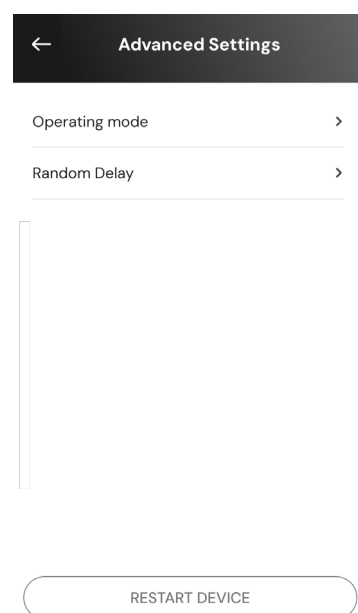 Advanced Settings
Operating mode
Random Delay
RESTART DEVICE